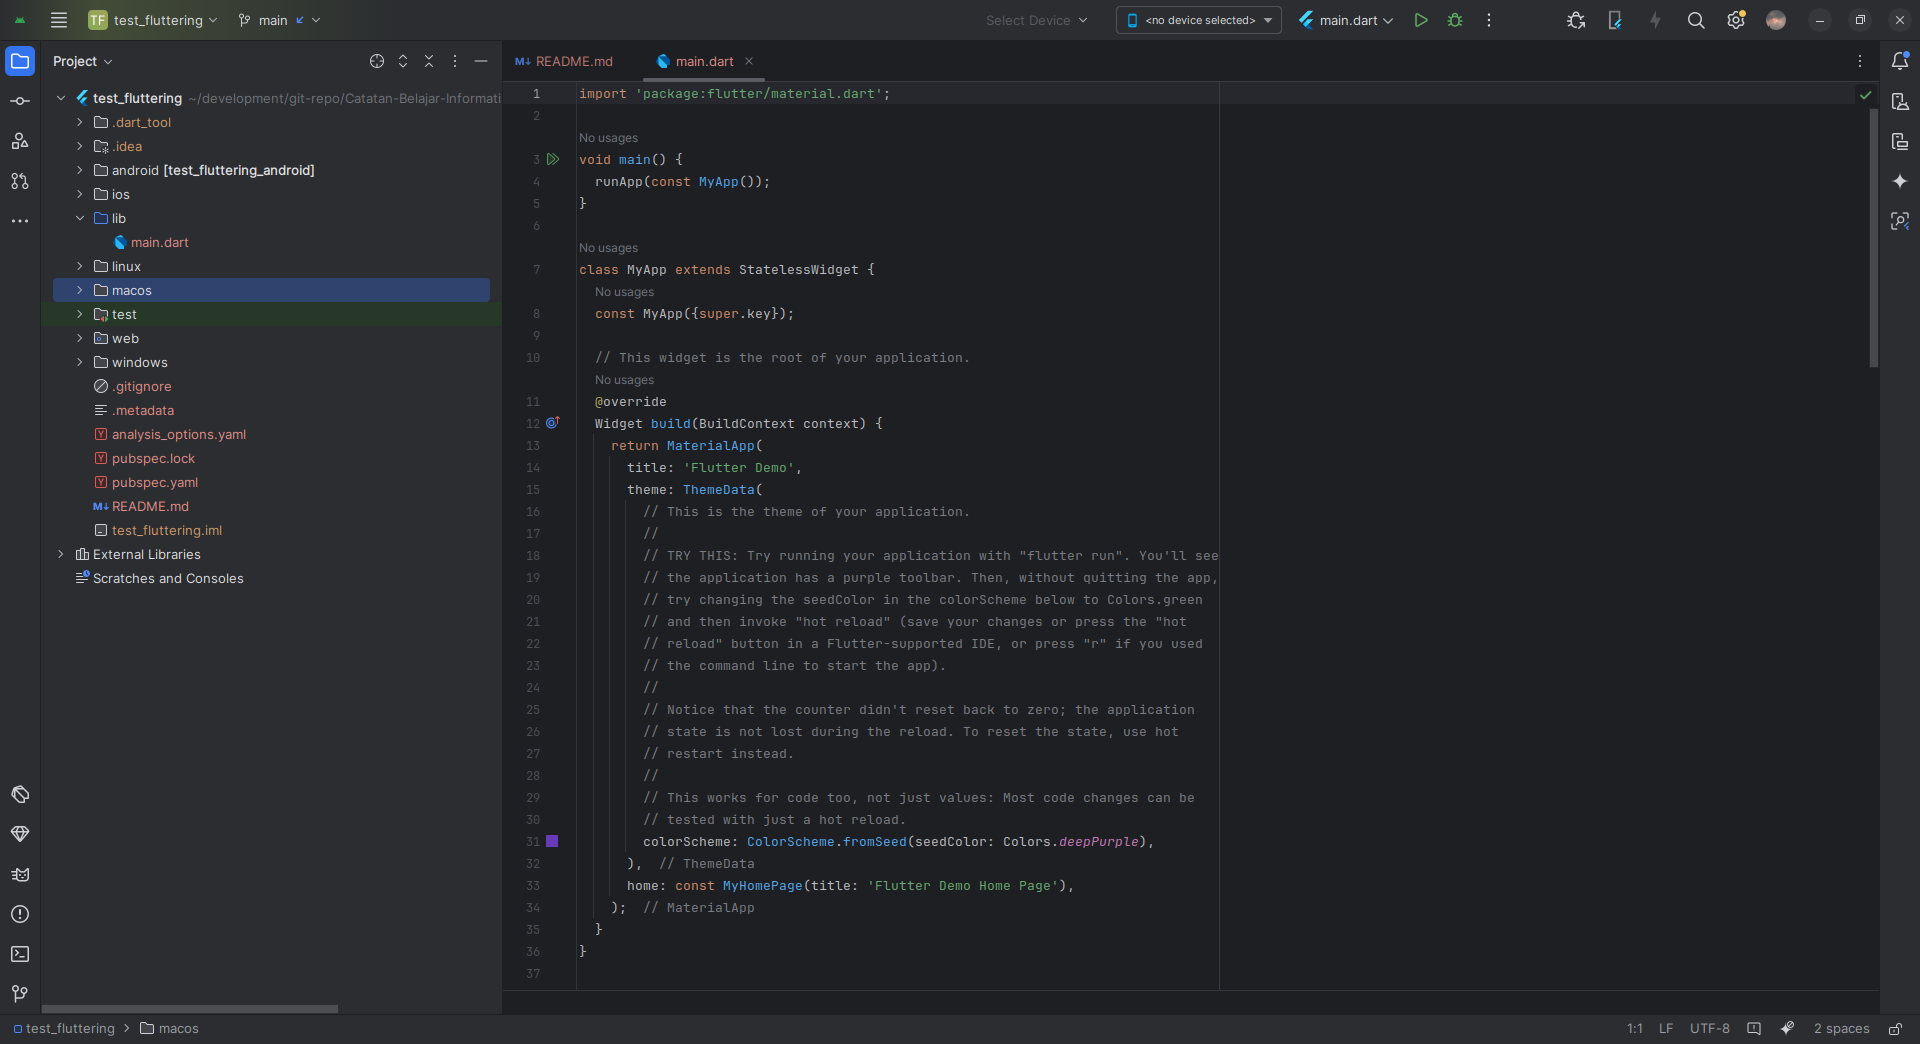 TF test_fluttering main Select Device <no device selected> main.dart
Project
README.md main.dart
test_fluttering ~/development/git-repo/Catatan-Belajar-Informati
.dart_tool
.idea
android [test_fluttering_android]
ios
lib
main.dart
linux
macos
test
web
windows
.gitignore
.metadata
analysis_options.yaml
pubspec.lock
pubspec.yaml
README.md
test_fluttering.iml
External Libraries
Scratches and Consoles
1 import 'package:flutter/material.dart';
2
No usages
3 void main() {
4 runApp(const MyApp());
5 }
6
No usages
7 class MyApp extends StatelessWidget {
No usages
8 const MyApp({super.key});
9
10 // This widget is the root of your application.
No usages
11 @override
12 Widget build(BuildContext context) {
13 return MaterialApp(
14 title: 'Flutter Demo',
15 theme: ThemeData(
16 // This is the theme of your application.
17 //
18 // TRY THIS: Try running your application with "flutter run". You'll see
19 // the application has a purple toolbar. Then, without quitting the app,
20 // try changing the seedColor in the colorScheme below to Colors.green
21 // and then invoke "hot reload" (save your changes or press the "hot
22 // reload" button in a Flutter-supported IDE, or press "r" if you used
23 // the command line to start the app).
24 //
25 // Notice that the counter didn't reset back to zero; the application
26 // state is not lost during the reload. To reset the state, use hot
27 // restart instead.
28 //
29 // This works for code too, not just values: Most code changes can be
30 // tested with just a hot reload.
31 colorScheme: ColorScheme.fromSeed(seedColor: Colors.deepPurple),
32 ), // ThemeData
33 home: const MyHomePage(title: 'Flutter Demo Home Page'),
34 ); // MaterialApp
35 }
36 }
37
test_fluttering macos 1:1 LF UTF-8 2 spaces